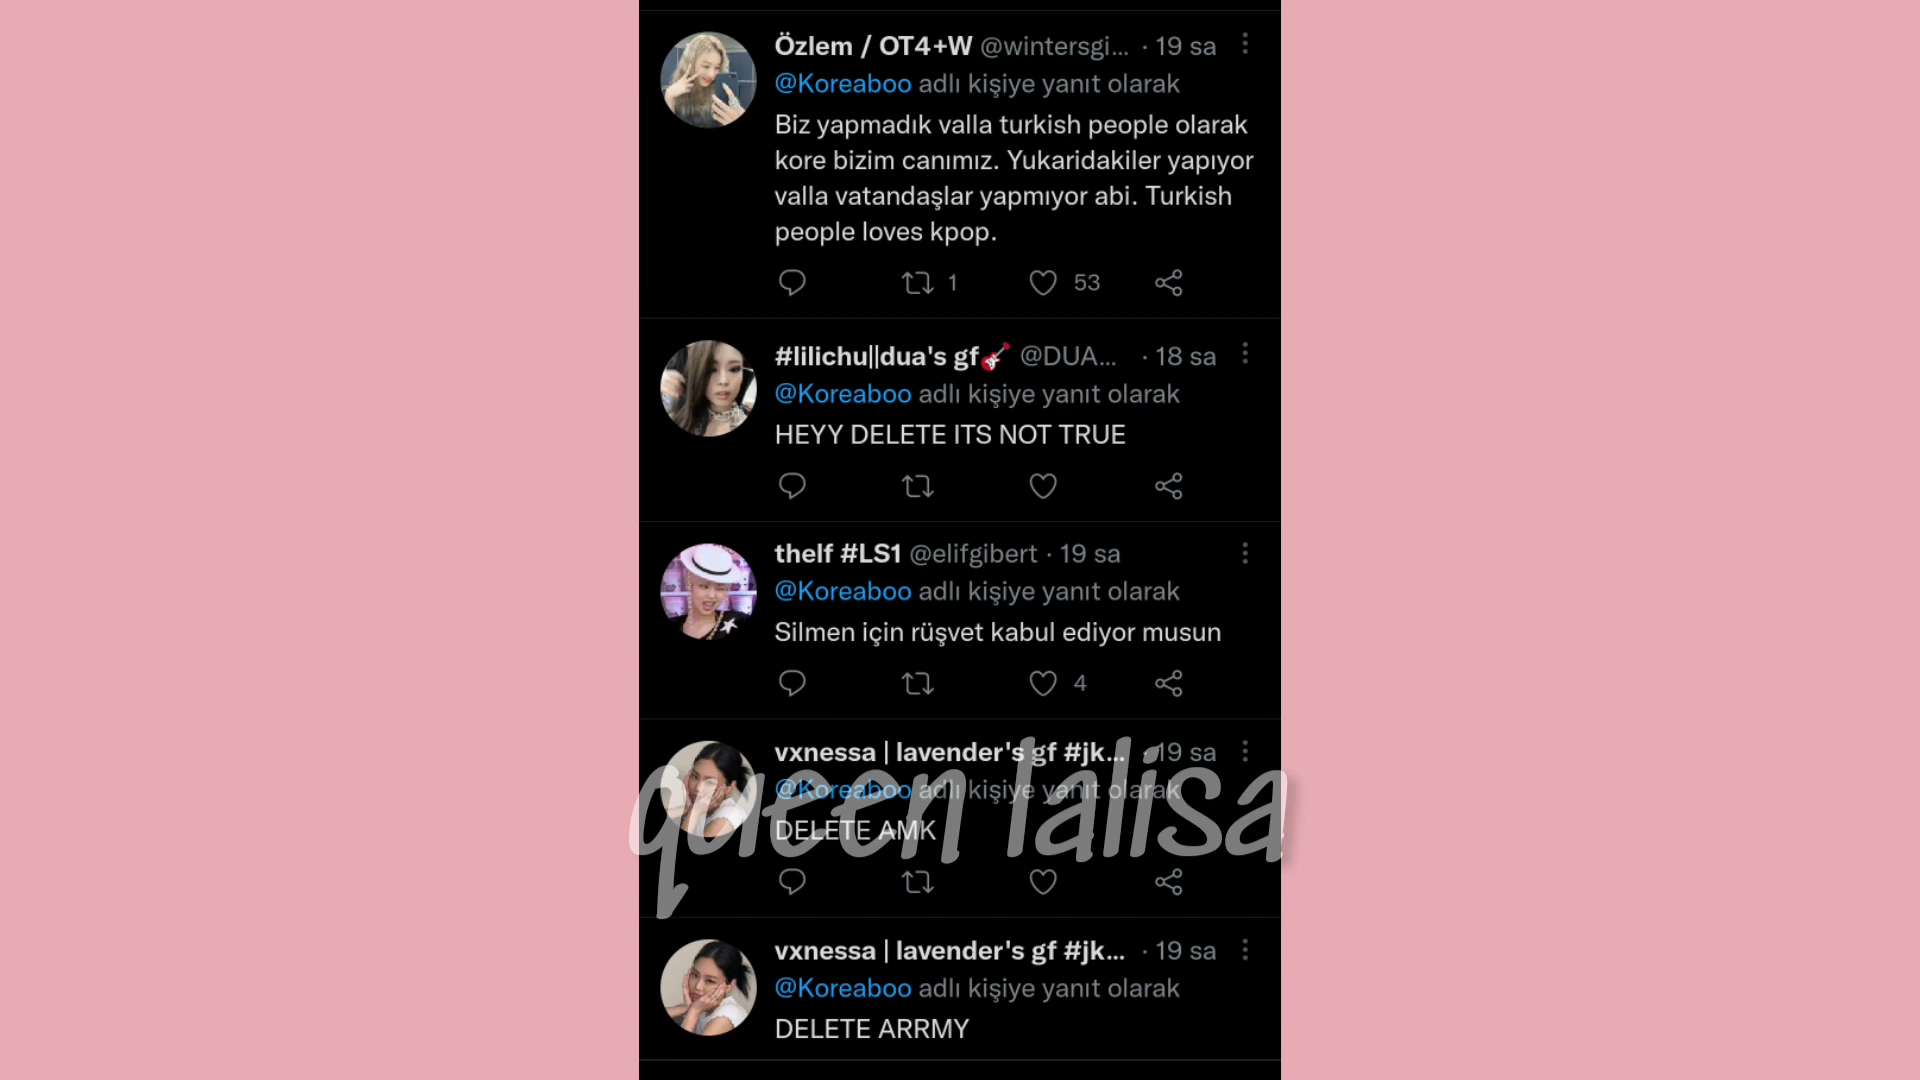 Özlem / OT4+W @wintersgi... · 19 sa
@Koreaboo adlı kişiye yanıt olarak
Biz yapmadık valla turkish people olarak
kore bizim canımız. Yukaridakiler yapıyor
valla vatandaşlar yapmıyor abi. Turkish
people loves kpop.
1 53
#lilichu||dua's gf🎸 @DUA... · 18 sa
@Koreaboo adlı kişiye yanıt olarak
HEYY DELETE ITS NOT TRUE
thelf #LS1 @elifgibert · 19 sa
@Koreaboo adlı kişiye yanıt olarak
Silmen için rüşvet kabul ediyor musun
4
vxnessa | lavender's gf #jk... · 19 sa
@Koreaboo adlı kişiye yanıt olarak
queen lalisa
DELETE AMK
vxnessa | lavender's gf #jk... · 19 sa
@Koreaboo adlı kişiye yanıt olarak
DELETE ARRMY